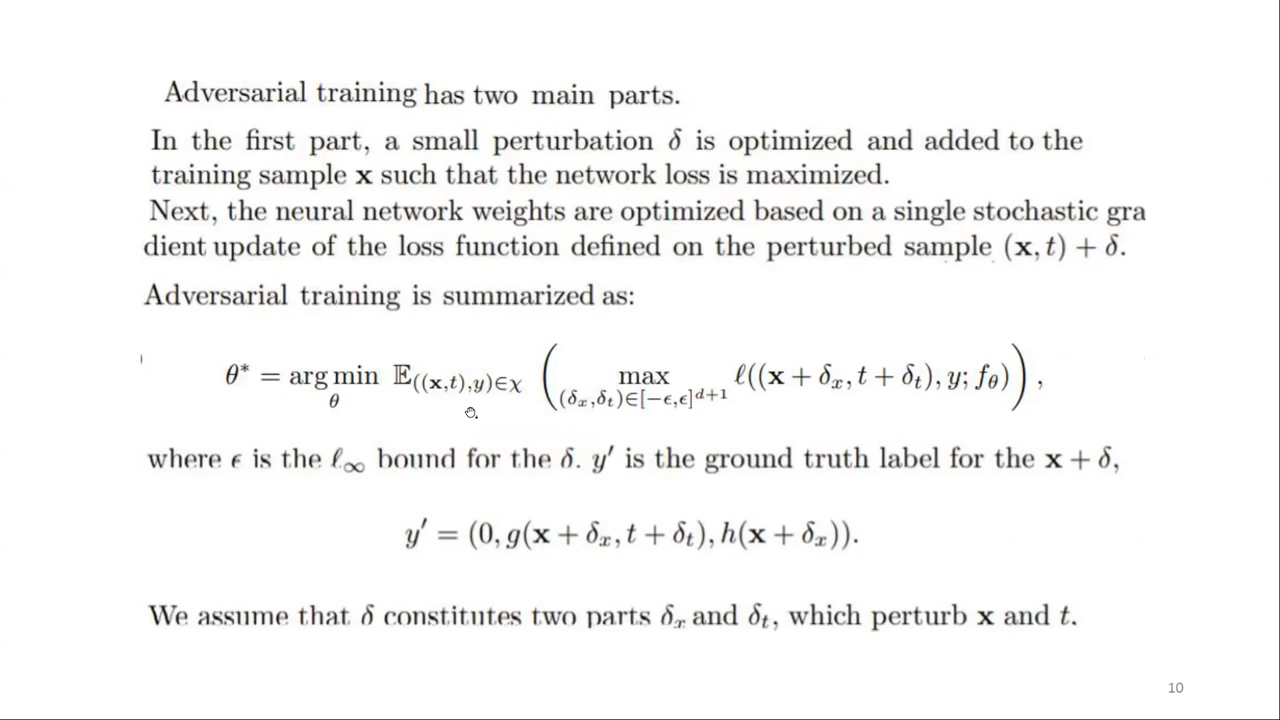 Adversarial training has two main parts.
In the first part, a small perturbation δ is optimized and added to the
training sample x such that the network loss is maximized.
Next, the neural network weights are optimized based on a single stochastic gra
dient update of the loss function defined on the perturbed sample (x, t) + δ.
Adversarial training is summarized as:
θ* = arg min_θ 𝔼_{((x,t),y)∈χ} ( max_{(δ_x,δ_t)∈[−ϵ,ϵ]^{d+1}} ℓ((x + δ_x, t + δ_t), y; f_θ) ) ,
where ϵ is the ℓ_∞ bound for the δ. y′ is the ground truth label for the x + δ,
y′ = (0, g(x + δ_x, t + δ_t), h(x + δ_x)).
We assume that δ constitutes two parts δ_x and δ_t, which perturb x and t.
10